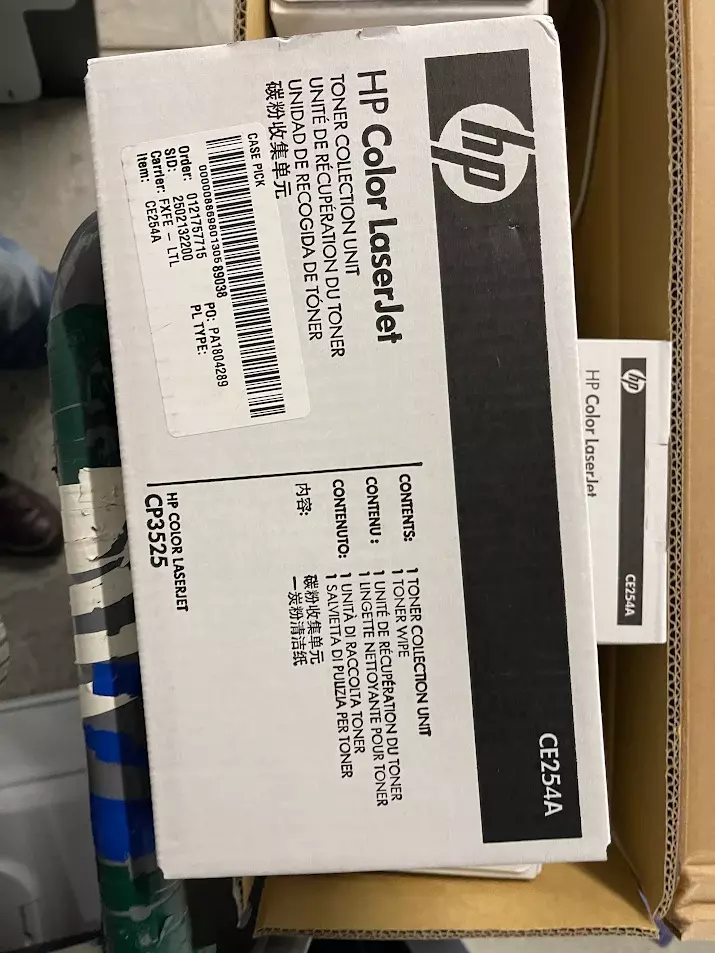 hp
HP Color LaserJet
TONER COLLECTION UNIT
UNITÉ DE RÉCUPÉRATION DU TONER
UNIDAD DE RECOGIDA DE TÓNER
碳粉收集单元
CASE PICK
00000886980130689038
Order: 0121757715 PO: PA1804289
SID: 2502132200 PL TYPE:
Carrier: FXFE - LTL
Item: CE254A
CONTENTS: 1 TONER COLLECTION UNIT
1 TONER WIPE
CONTENU : 1 UNITÉ DE RÉCUPÉRATION DU TONER
1 LINGETTE NETTOYANTE POUR TONER
CONTENUTO: 1 UNITÀ DI RACCOLTA TONER
1 SALVIETTA DI PULIZIA PER TONER
内容: 碳粉收集单元
一炭粉清洁纸
HP COLOR LASERJET
CP3525
CE254A
hp
HP Color LaserJet
CE254A